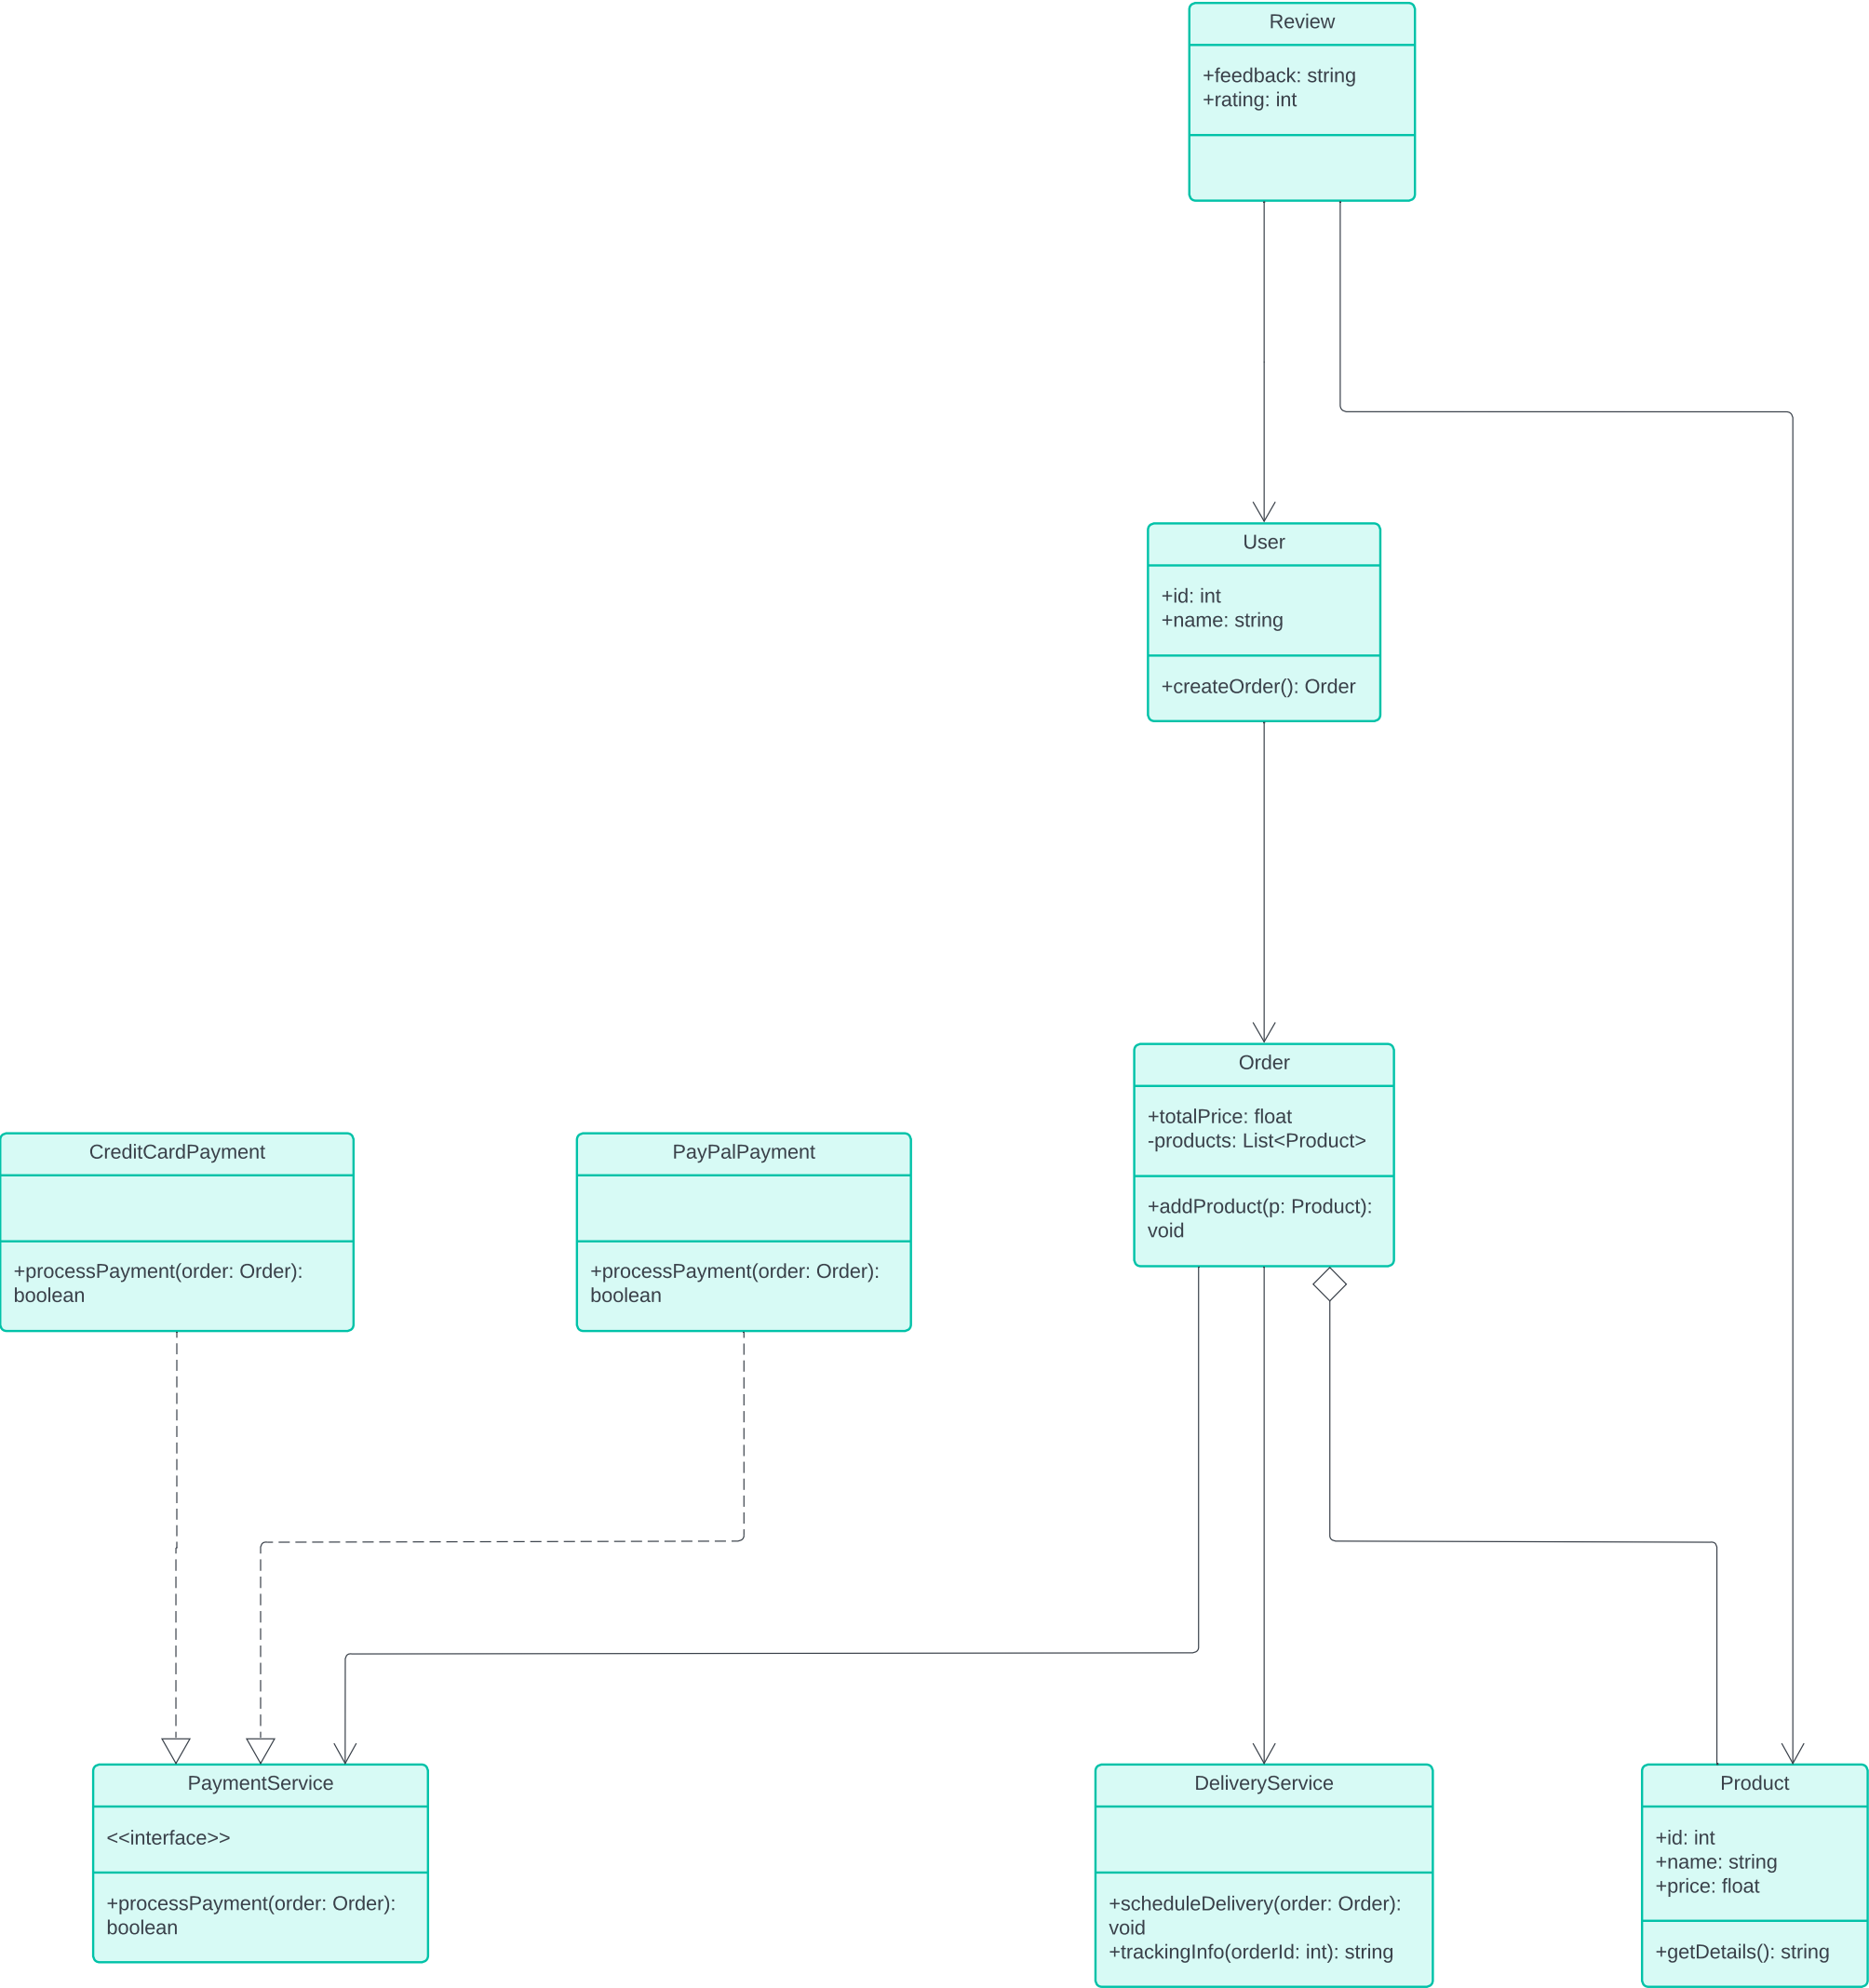 Review
+feedback: string
+rating: int
User
+id: int
+name: string
+createOrder(): Order
Order
+totalPrice: float
-products: List<Product>
+addProduct(p: Product):
void
CreditCardPayment
+processPayment(order: Order):
boolean
PayPalPayment
+processPayment(order: Order):
boolean
PaymentService
<<interface>>
+processPayment(order: Order):
boolean
DeliveryService
+scheduleDelivery(order: Order):
void
+trackingInfo(orderId: int): string
Product
+id: int
+name: string
+price: float
+getDetails(): string